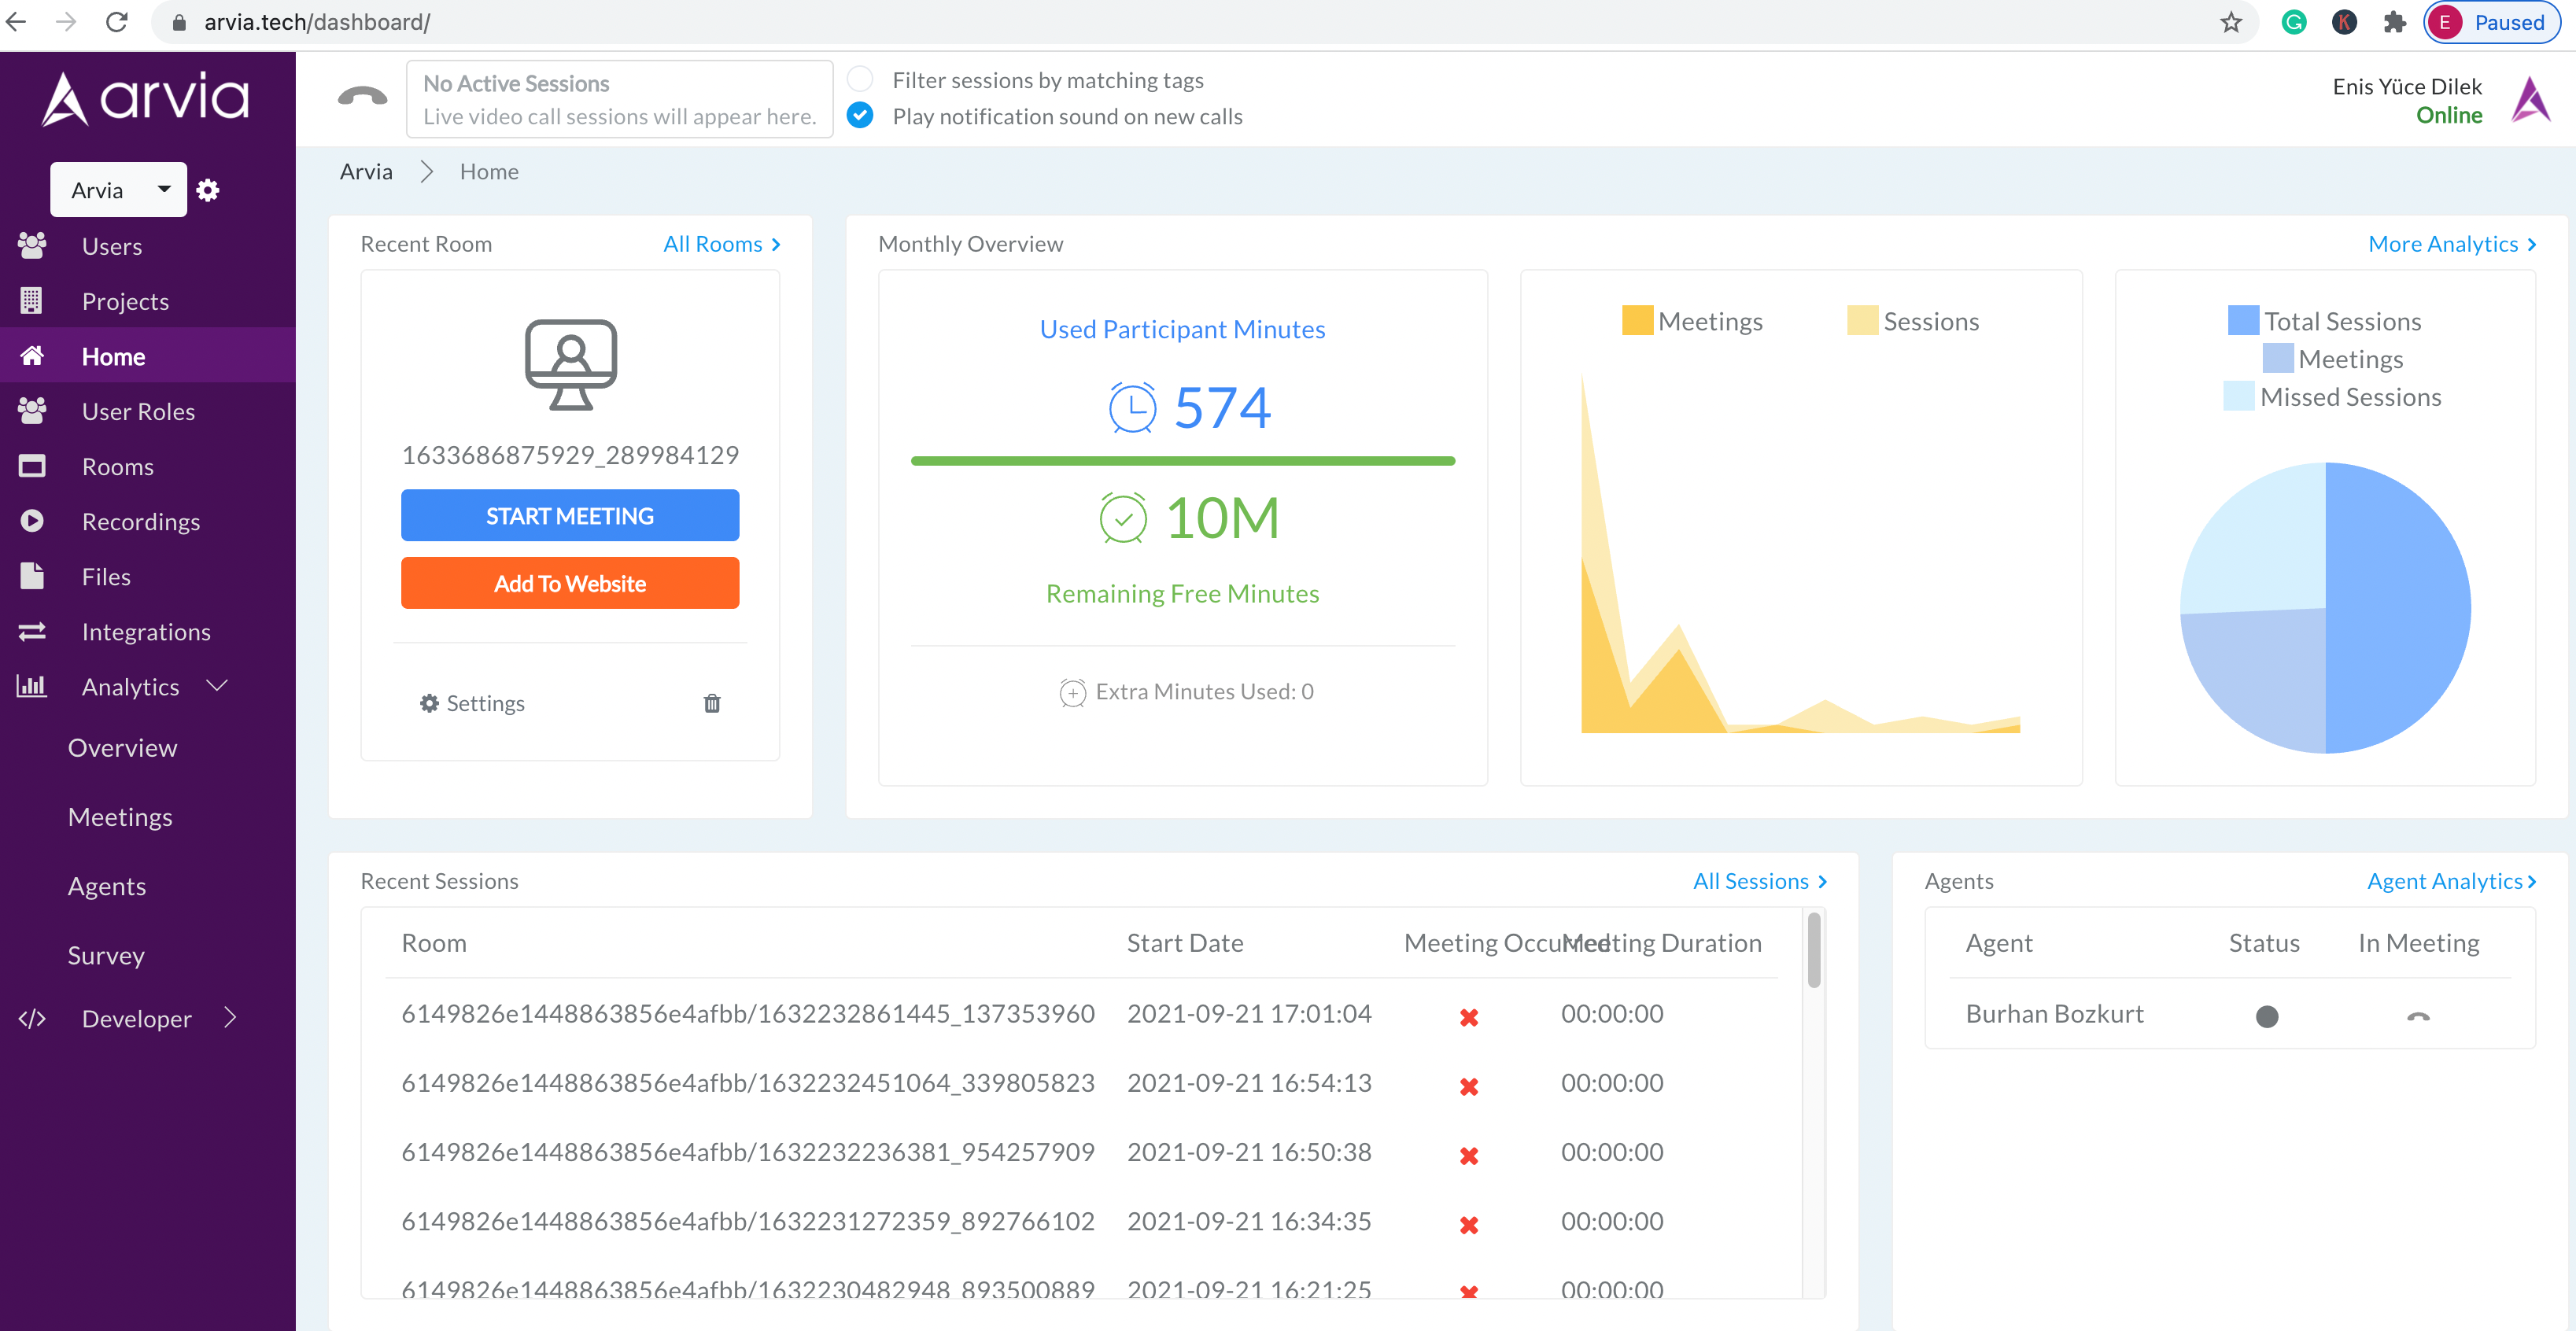 arvia.tech/dashboard/
E Paused
arvia
No Active Sessions
Live video call sessions will appear here.
Filter sessions by matching tags
Play notification sound on new calls
Enis Yüce Dilek
Online
Arvia
Users
Projects
Home
User Roles
Rooms
Recordings
Files
Integrations
Analytics
Overview
Meetings
Agents
Survey
Developer
Arvia Home
Recent Room All Rooms
1633686875929_289984129
START MEETING
Add To Website
Settings
Monthly Overview More Analytics
Used Participant Minutes
574
10M
Remaining Free Minutes
Extra Minutes Used: 0
Meetings Sessions
Total Sessions
Meetings
Missed Sessions
Recent Sessions All Sessions
Room Start Date Meeting Occurred Meeting Duration
6149826e1448863856e4afbb/1632232861445_137353960 2021-09-21 17:01:04 00:00:00
6149826e1448863856e4afbb/1632232451064_339805823 2021-09-21 16:54:13 00:00:00
6149826e1448863856e4afbb/1632232236381_954257909 2021-09-21 16:50:38 00:00:00
6149826e1448863856e4afbb/1632231272359_892766102 2021-09-21 16:34:35 00:00:00
6149826e1448863856e4afbb/1632230482948_893500889 2021-09-21 16:21:25 00:00:00
Agents Agent Analytics
Agent Status In Meeting
Burhan Bozkurt